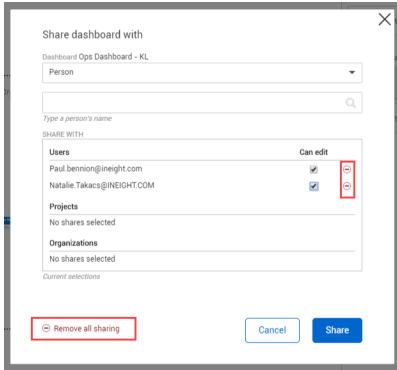 Share dashboard with
Dashboard Ops Dashboard - KL
Person
Type a person's name
SHARE WITH
Users Can edit
Paul.bennion@ineight.com
Natalie.Takacs@INEIGHT.COM
Projects
No shares selected
Organizations
No shares selected
Current selections
Remove all sharing
Cancel
Share